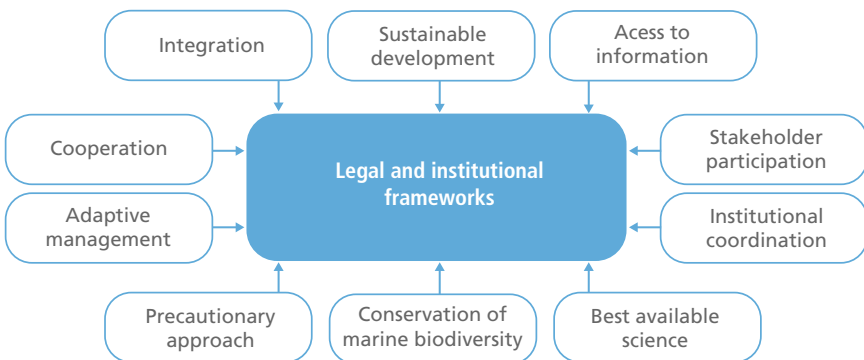 Integration
Sustainable
development
Acess to
information
Cooperation
Legal and institutional
frameworks
Stakeholder
participation
Adaptive
management
Institutional
coordination
Precautionary
approach
Conservation of
marine biodiversity
Best available
science